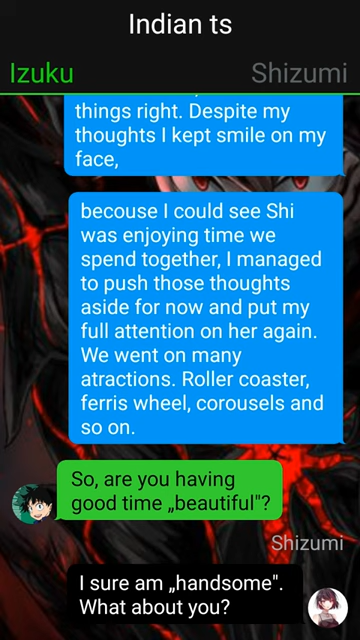 Indian ts
Izuku Shizumi
things right. Despite my
thoughts I kept smile on my
face,
becouse I could see Shi
was enjoying time we
spend together, I managed
to push those thoughts
aside for now and put my
full attention on her again.
We went on many
atractions. Roller coaster,
ferris wheel, corousels and
so on.
So, are you having
good time „beautiful"?
Shizumi
I sure am „handsome".
What about you?